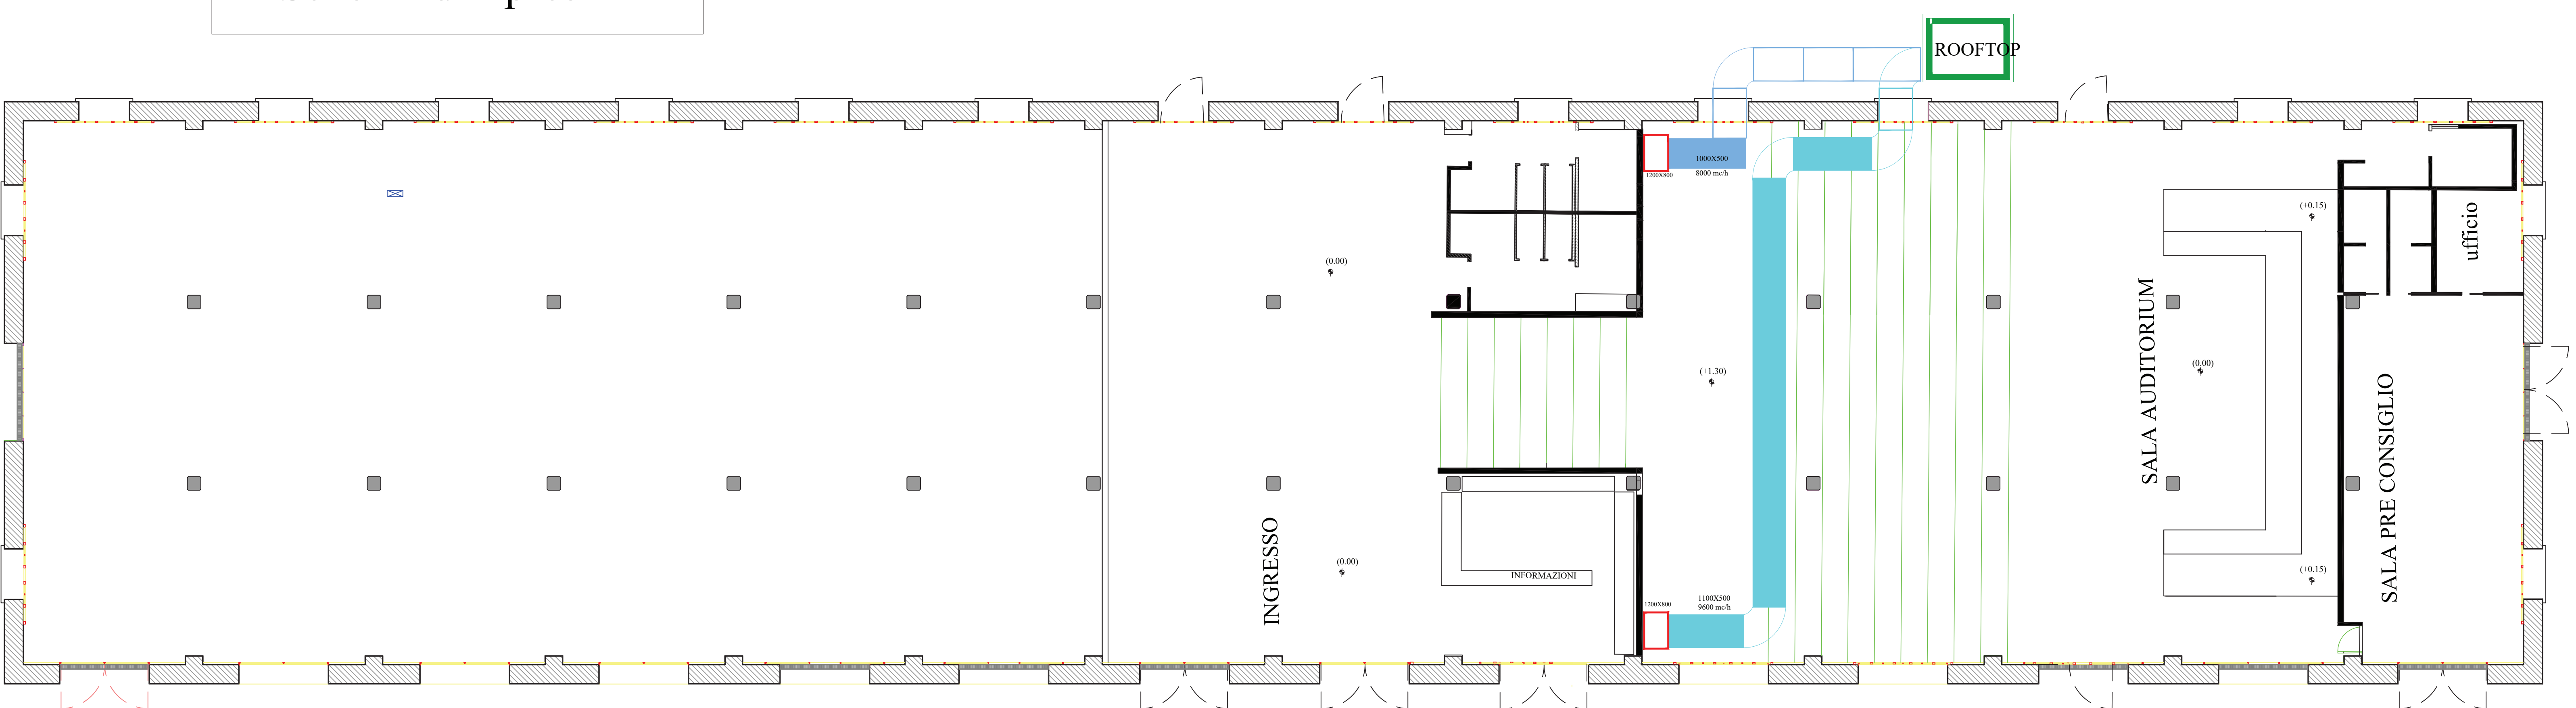 ROOFTOP
1000X500
8000 mc/h
1200X800
(+0.15)
ufficio
(0.00)
SALA AUDITORIUM
(0.00)
(+1.30)
SALA PRE CONSIGLIO
INGRESSO
(0.00)
INFORMAZIONI
(+0.15)
1200X800
1100X500
9600 mc/h